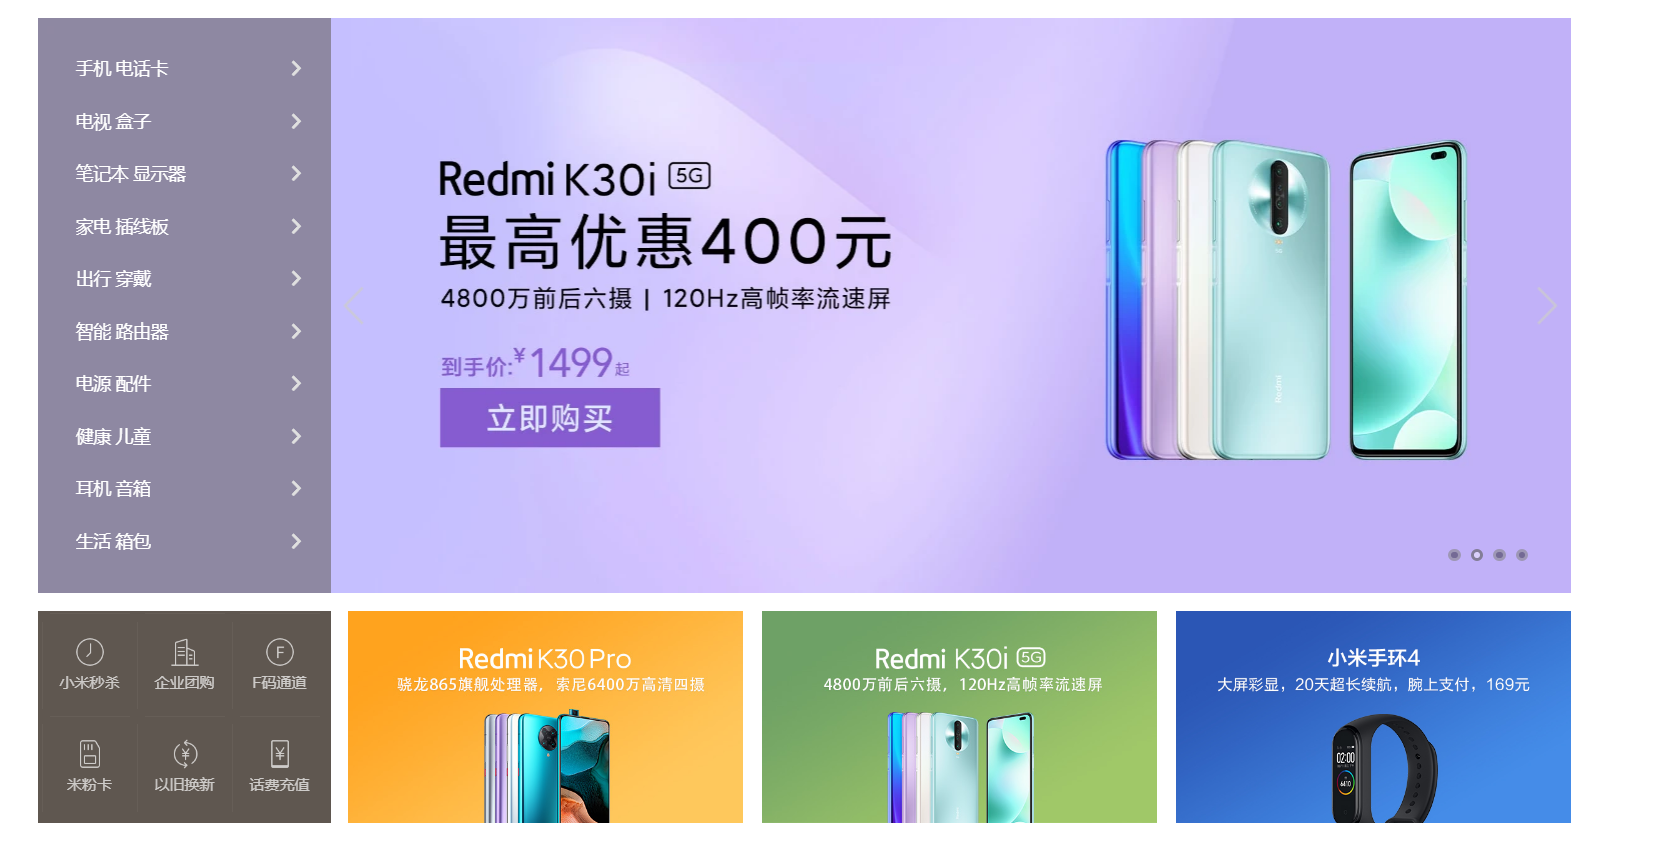 手机 电话卡
电视 盒子
笔记本 显示器
家电 插线板
出行 穿戴
智能 路由器
电源 配件
健康 儿童
耳机 音箱
生活 箱包
Redmi K30i 5G
最高优惠400元
4800万前后六摄 | 120Hz高帧率流速屏
到手价:¥1499起
立即购买
Redmi
小米秒杀
企业团购
F
F码通道
米粉卡
以旧换新
话费充值
Redmi K30 Pro
骁龙865旗舰处理器，索尼6400万高清四摄
Redmi K30i 5G
4800万前后六摄，120Hz高帧率流速屏
小米手环4
大屏彩显，20天超长续航，腕上支付，169元
02:00